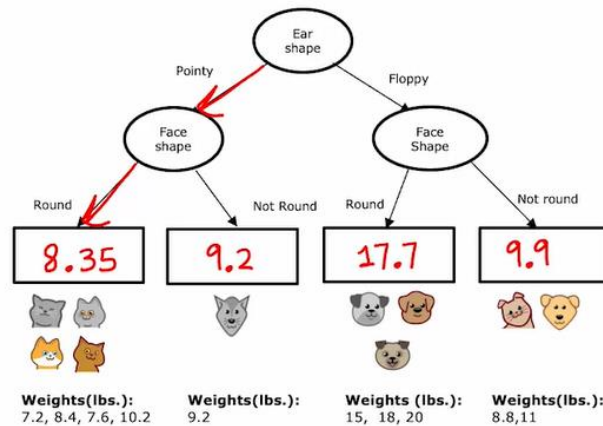 Ear
shape
Pointy
Floppy
Face
shape
Face
Shape
Round
Not Round
Round
Not round
8.35
9.2
17.7
9.9
Weights(lbs.):
7.2, 8.4, 7.6, 10.2
Weights(lbs.):
9.2
Weights (lbs.):
15, 18, 20
Weights(lbs.):
8.8,11